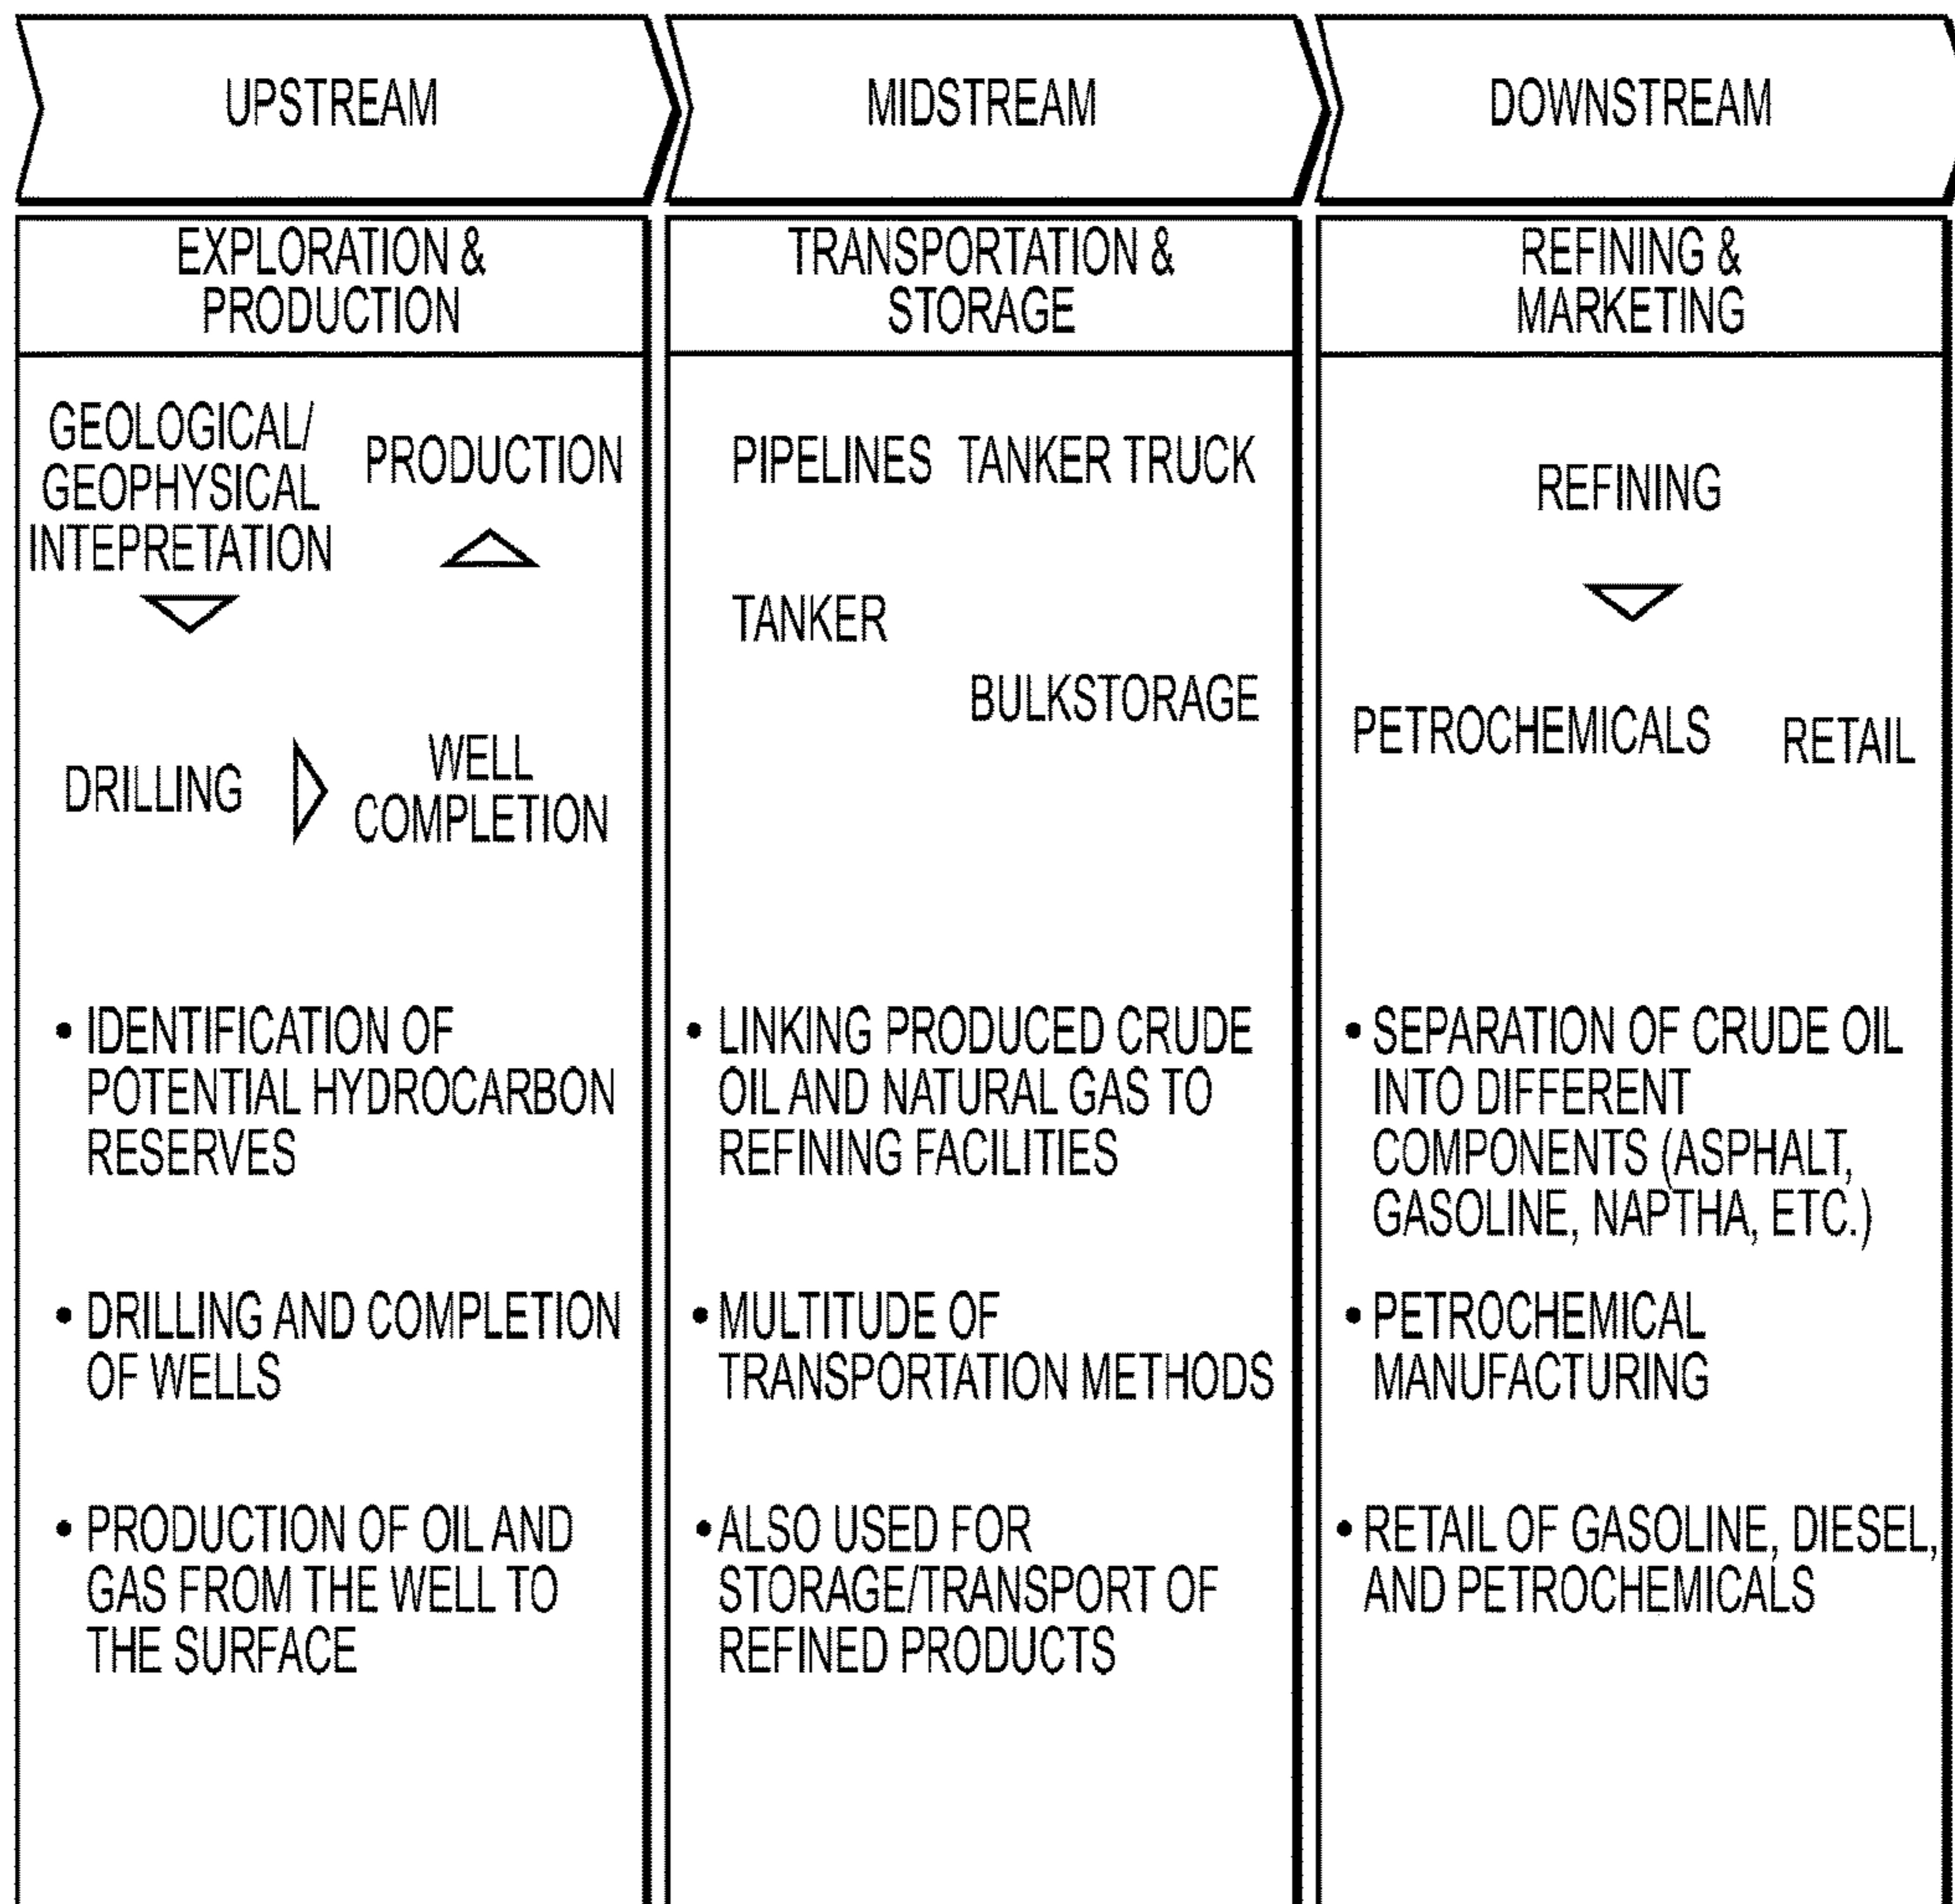 UPSTREAM
MIDSTREAM
DOWNSTREAM
EXPLORATION &
PRODUCTION
GEOLOGICAL/
GEOPHYSICAL
INTEPRETATION
PRODUCTION
DRILLING
WELL
COMPLETION
• IDENTIFICATION OF
POTENTIAL HYDROCARBON
RESERVES
• DRILLING AND COMPLETION
OF WELLS
• PRODUCTION OF OIL AND
GAS FROM THE WELL TO
THE SURFACE
TRANSPORTATION &
STORAGE
PIPELINES
TANKER TRUCK
TANKER
BULKSTORAGE
• LINKING PRODUCED CRUDE
OIL AND NATURAL GAS TO
REFINING FACILITIES
• MULTITUDE OF
TRANSPORTATION METHODS
• ALSO USED FOR
STORAGE/TRANSPORT OF
REFINED PRODUCTS
REFINING &
MARKETING
REFINING
PETROCHEMICALS
RETAIL
• SEPARATION OF CRUDE OIL
INTO DIFFERENT
COMPONENTS (ASPHALT,
GASOLINE, NAPTHA, ETC.)
• PETROCHEMICAL
MANUFACTURING
• RETAIL OF GASOLINE, DIESEL,
AND PETROCHEMICALS